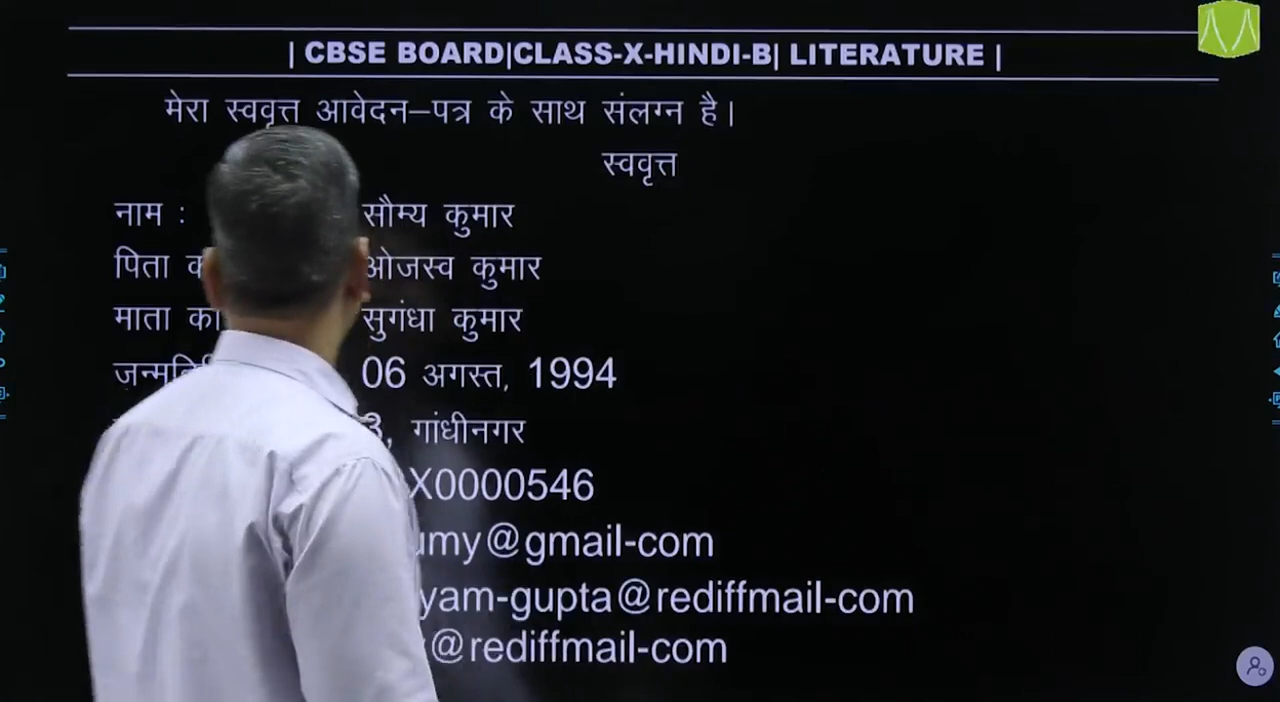 | CBSE BOARD|CLASS-X-HINDI-B| LITERATURE |
मेरा स्ववृत्त आवेदन–पत्र के साथ संलग्न है।
स्ववृत्त
नाम : सौम्य कुमार
पिता ओजस्व कुमार
माता का सुगंधा कुमार
06 अगस्त, 1994
3, गांधीनगर
X0000546
umy@gmail-com
yam-gupta@rediffmail-com
@rediffmail-com